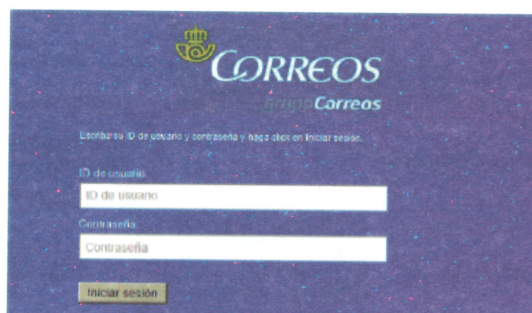 CORREOS
Grupo Correos
Escriba su ID de usuario y contraseña y haga click en Iniciar sesión.
ID de usuario:
ID de usuario
Contraseña:
Contraseña
Iniciar sesión